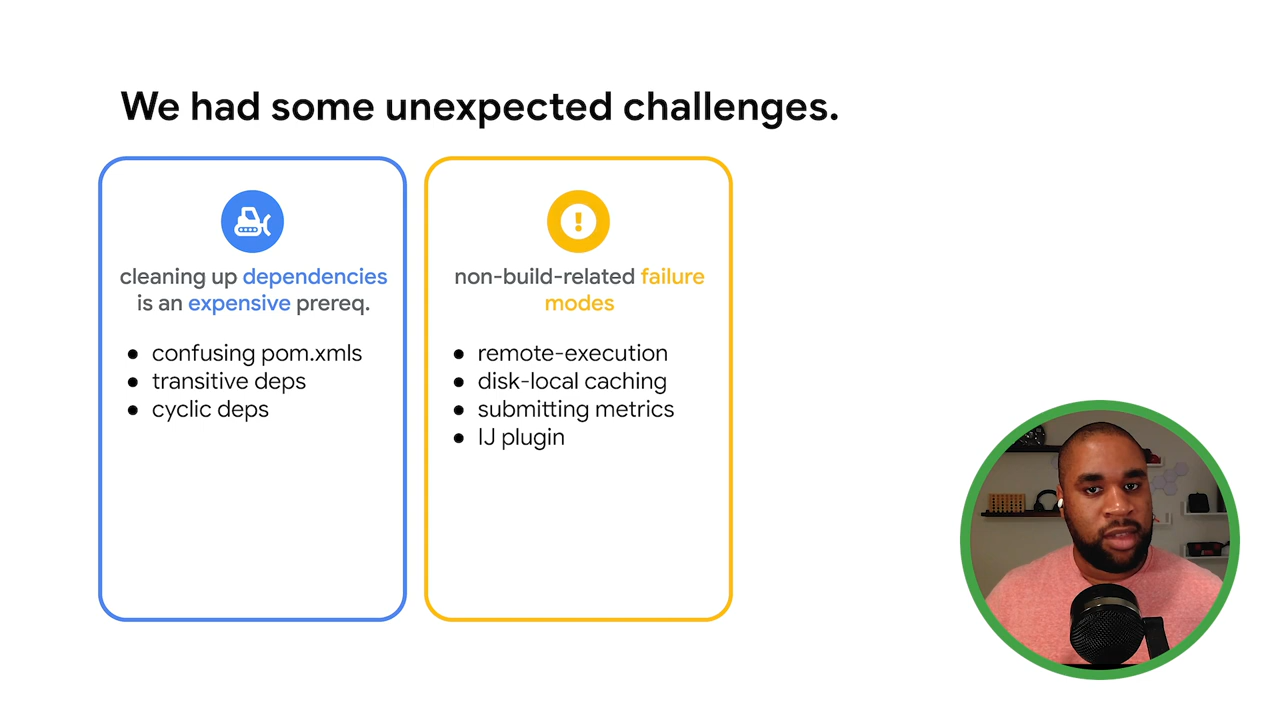 We had some unexpected challenges.
cleaning up dependencies
is an expensive prereq.
● confusing pom.xmls
● transitive deps
● cyclic deps
non-build-related failure
modes
● remote-execution
● disk-local caching
● submitting metrics
● IJ plugin